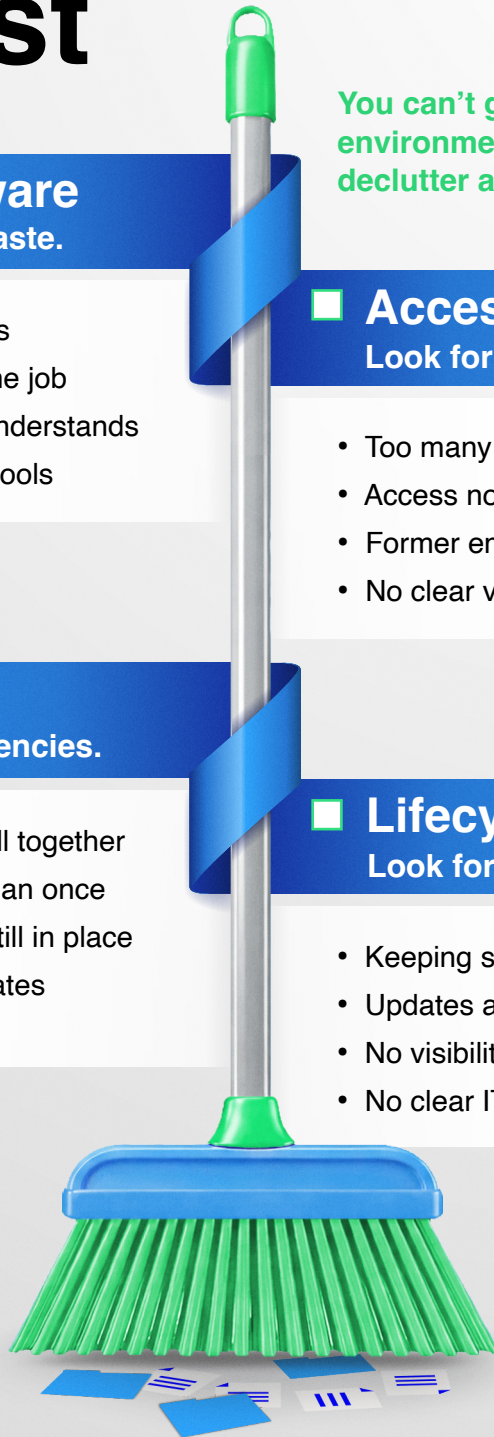 st
You can't g
environme
declutter a
ware
aste.
s
he job
nderstands
ools
Acces
Look for
• Too many
• Access no
• Former en
• No clear v
encies.
ll together
an once
till in place
ates
Lifecy
Look for
• Keeping s
• Updates a
• No visibilit
• No clear IT